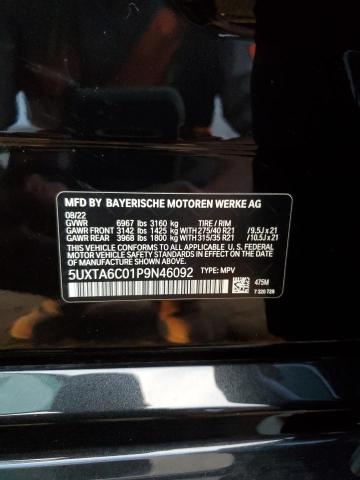 MFD BY BAYERISCHE MOTOREN WERKE AG
08/22
GVWR 6967 lbs 3160 kg TIRE / RIM
GAWR FRONT 3142 lbs 1425 kg WITH 275/40 R21 / 9.5J x 21
GAWR REAR 3968 lbs 1800 kg WITH 315/35 R21 / 10.5J x 21
THIS VEHICLE CONFORMS TO ALL APPLICABLE U.S.
FEDERAL MOTOR VEHICLE SAFETY STANDARDS IN
EFFECT ON THE DATE OF MANUFACTURE SHOWN ABOVE.
5UXTA6C01P9N46092 TYPE: MPV
475M
7 320 729